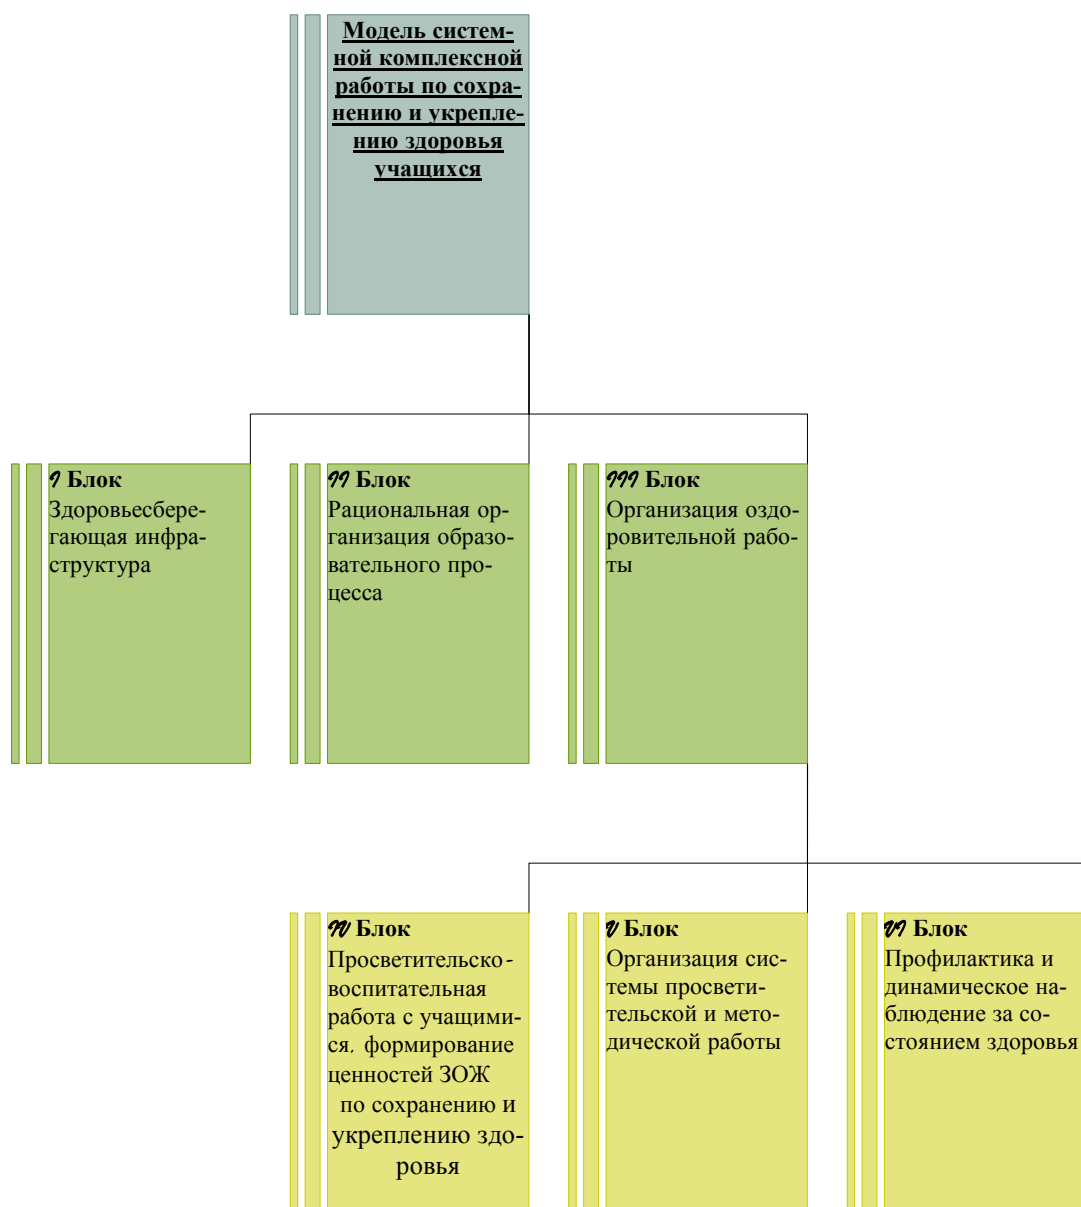 Модель систем-
ной комплексной
работы по сохра-
нению и укрепле-
нию здоровья
учащихся
I Блок
Здоровьесбере-
гающая инфра-
структура
II Блок
Рациональная ор-
ганизация образо-
вательного про-
цесса
III Блок
Организация оздо-
ровительной рабо-
ты
IV Блок
Просветительско-
воспитательная
работа с учащими-
ся, формирование
ценностей ЗОЖ
по сохранению и
укреплению здо-
ровья
V Блок
Организация сис-
темы просвети-
тельской и мето-
дической работы
VI Блок
Профилактика и
динамическое на-
блюдение за со-
стоянием здоровья